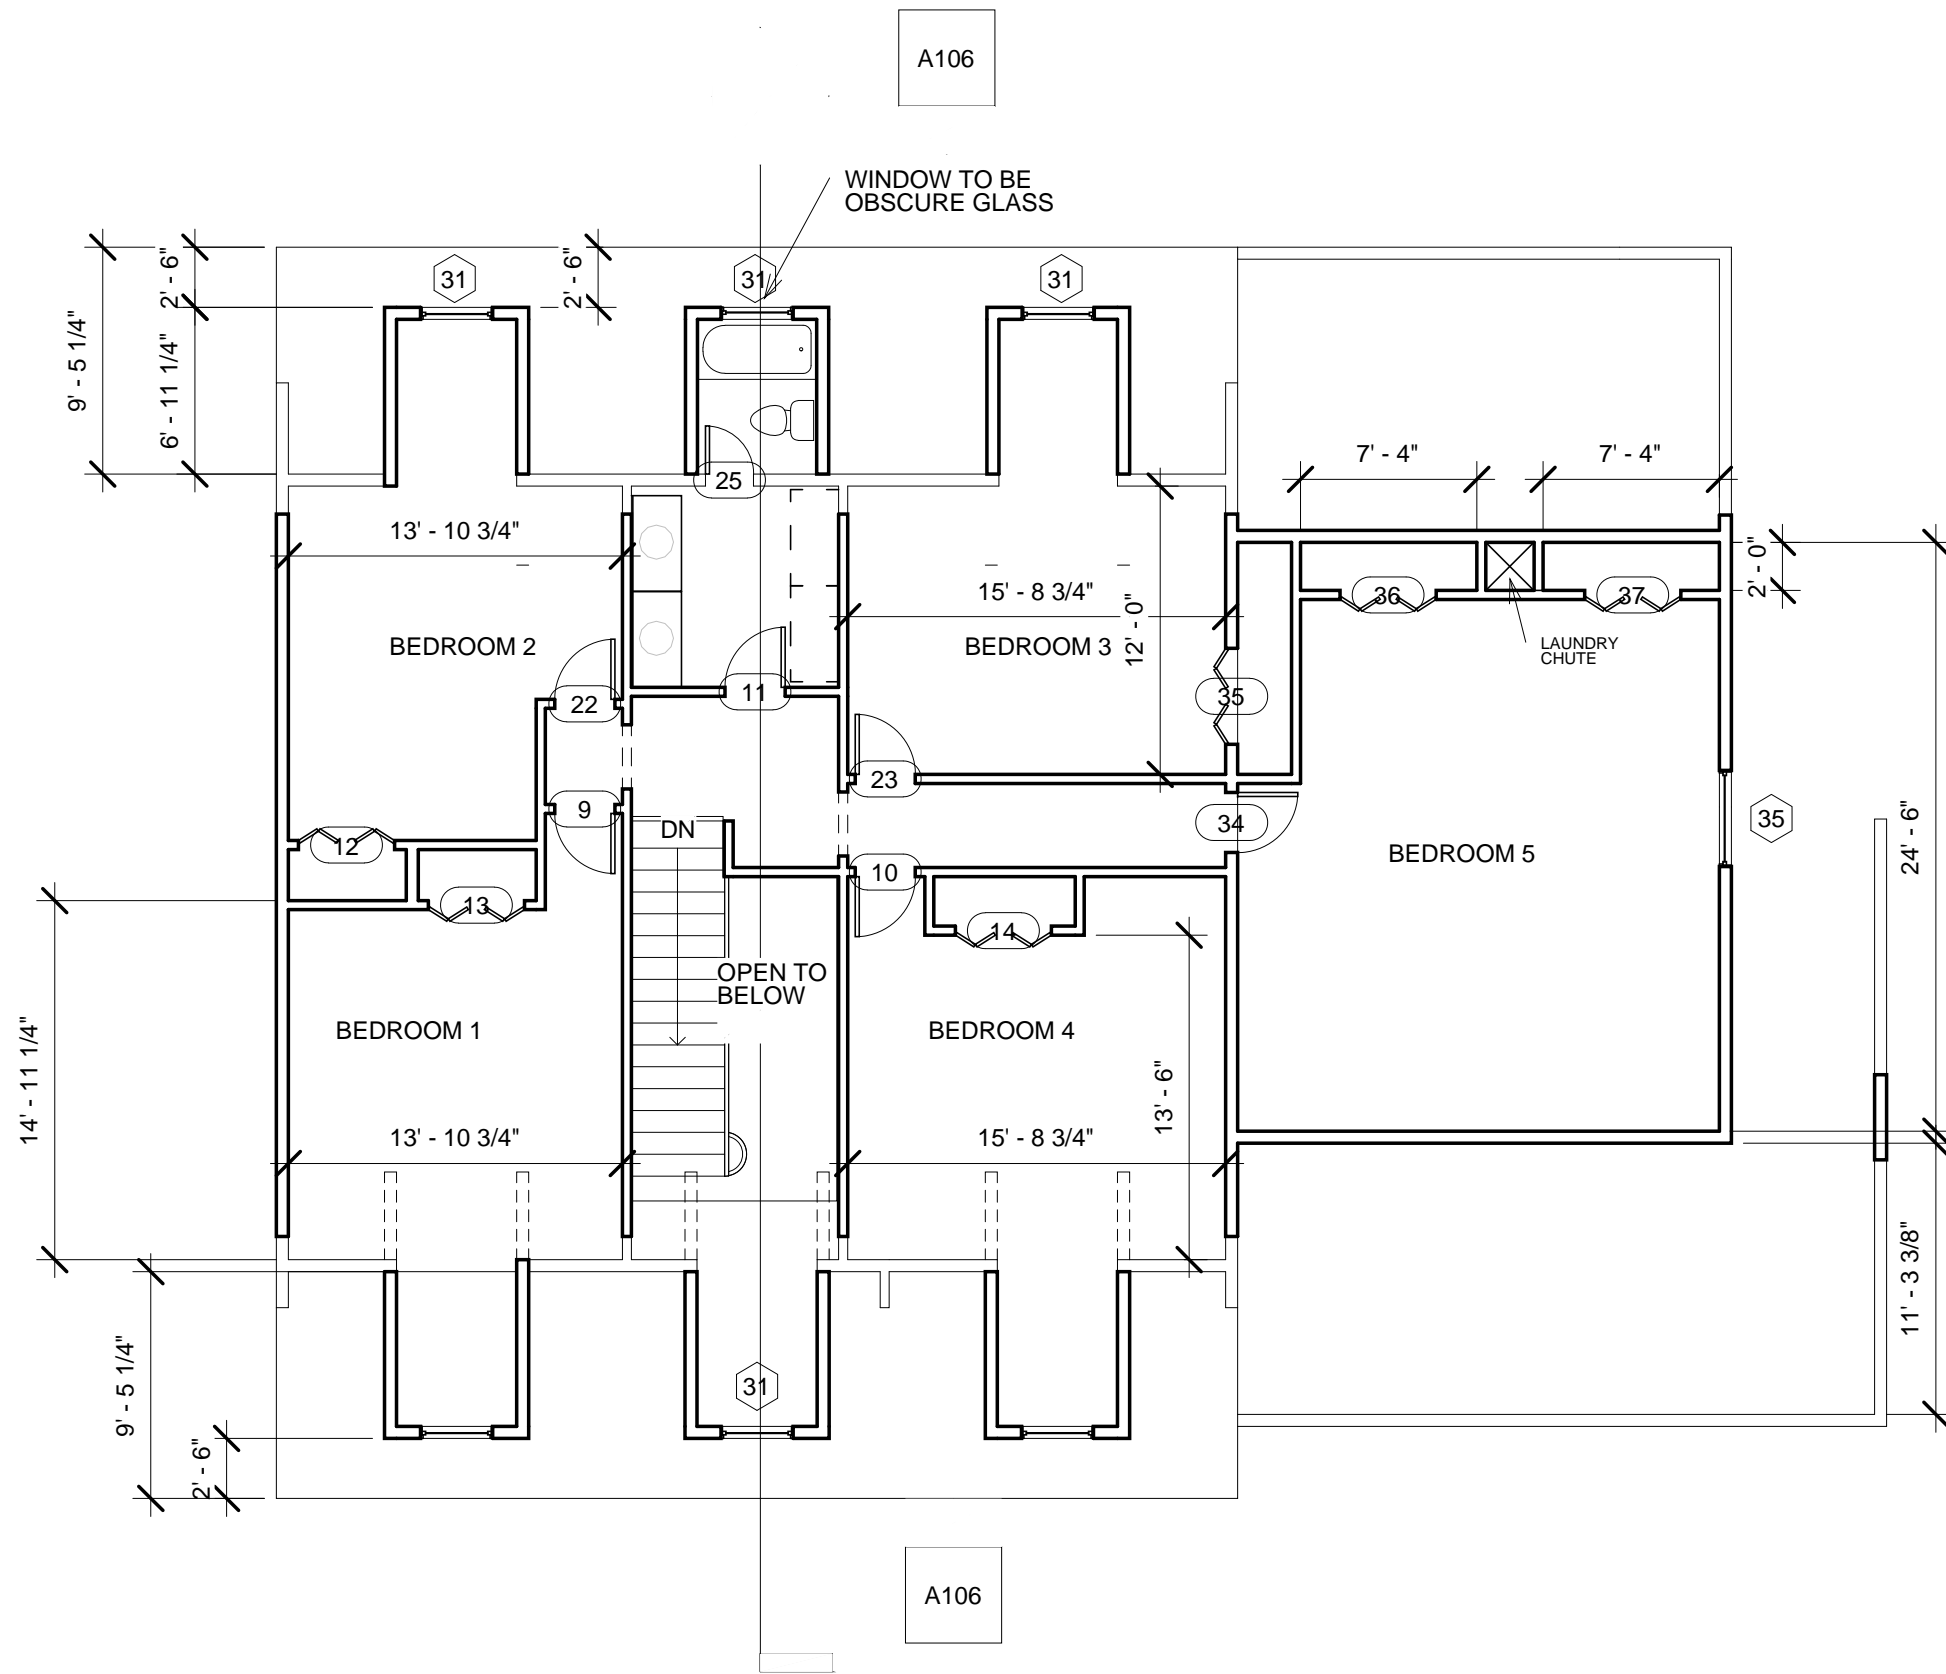 A106
WINDOW TO BE
OBSCURE GLASS
2' - 6"
2' - 6"
31
31
31
9' - 5 1/4"
6' - 11 1/4"
7' - 4"
7' - 4"
25
13' - 10 3/4"
2' - 0"
15' - 8 3/4"
36
37
12' - 0"
BEDROOM 2
BEDROOM 3
LAUNDRY
CHUTE
22
11
35
23
9
DN
34
35
24' - 6"
12
BEDROOM 5
10
13
14
OPEN TO
BELOW
BEDROOM 1
BEDROOM 4
14' - 11 1/4"
13' - 6"
13' - 10 3/4"
15' - 8 3/4"
11' - 3 3/8"
9' - 5 1/4"
31
2' - 6"
A106